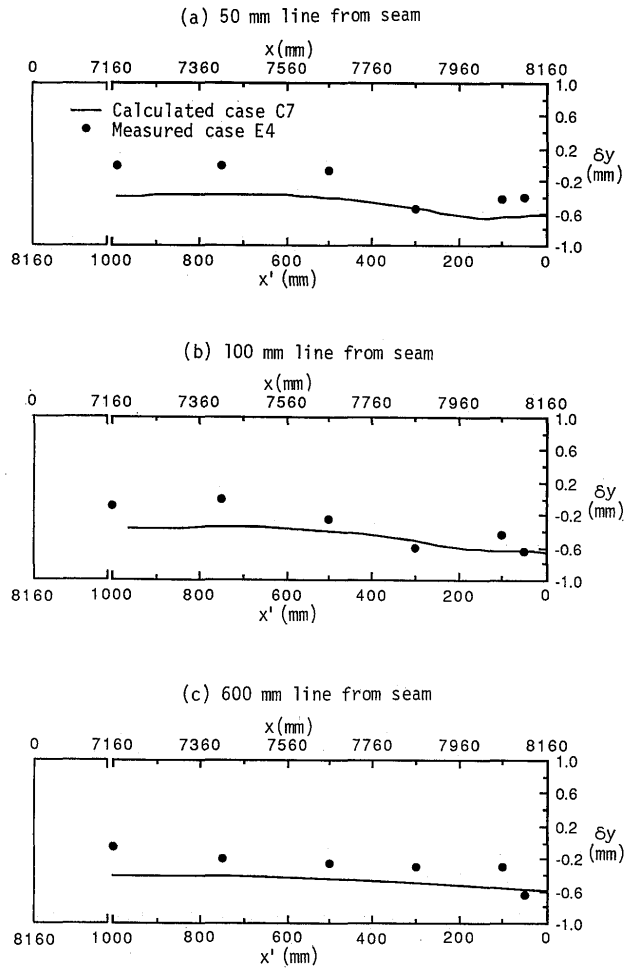 (a) 50 mm line from seam
x(mm)
0 7160 7360 7560 7760 7960 8160
1.0
Calculated case C7
0.6
Measured case E4
0.2
δy
-0.2
(mm)
-0.6
-1.0
8160 1000 800 600 400 200 0
x' (mm)
(b) 100 mm line from seam
x(mm)
0 7160 7360 7560 7760 7960 8160
1.0
0.6
0.2
δy
-0.2
(mm)
-0.6
-1.0
8160 1000 800 600 400 200 0
x' (mm)
(c) 600 mm line from seam
x(mm)
0 7160 7360 7560 7760 7960 8160
1.0
0.6
0.2
δy
-0.2
(mm)
-0.6
-1.0
8160 1000 800 600 400 200 0
x' (mm)